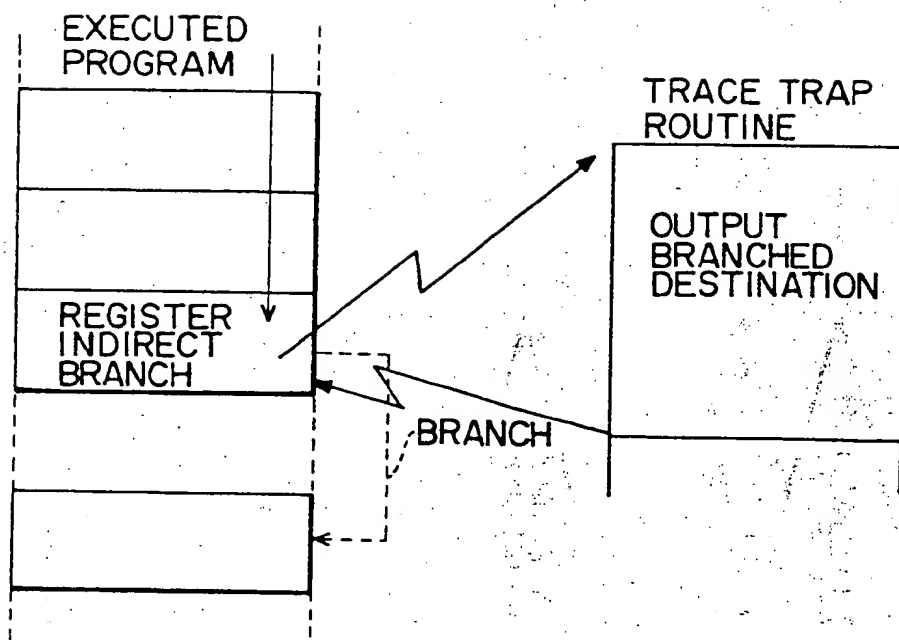 EXECUTED
PROGRAM
TRACE TRAP
ROUTINE
OUTPUT
BRANCHED
DESTINATION
REGISTER
INDIRECT
BRANCH
BRANCH